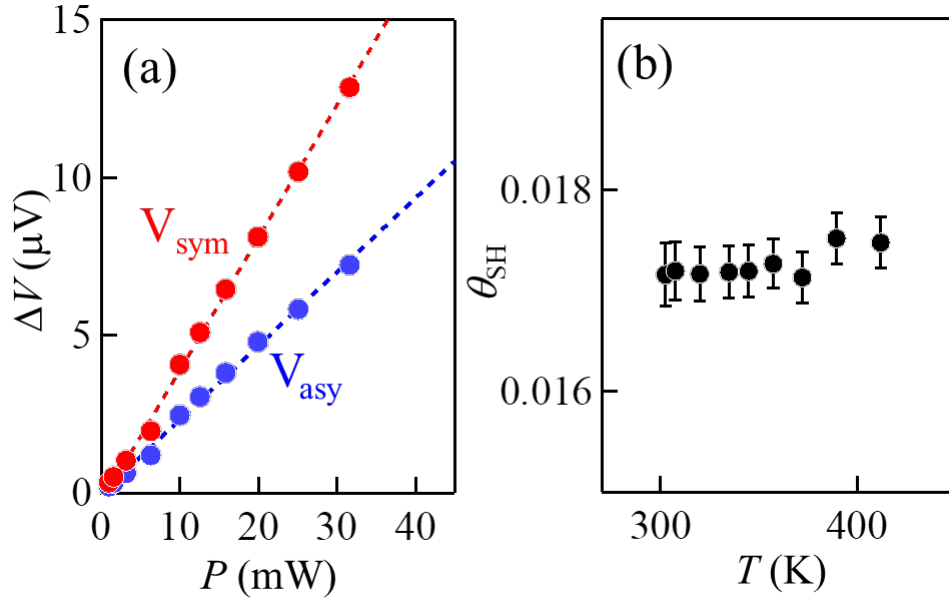 (a)
15
10
5
0
ΔV (μV)
V_sym
V_asy
0 10 20 30 40
P (mW)
(b)
0.018
0.016
θ_SH
300 400
T (K)